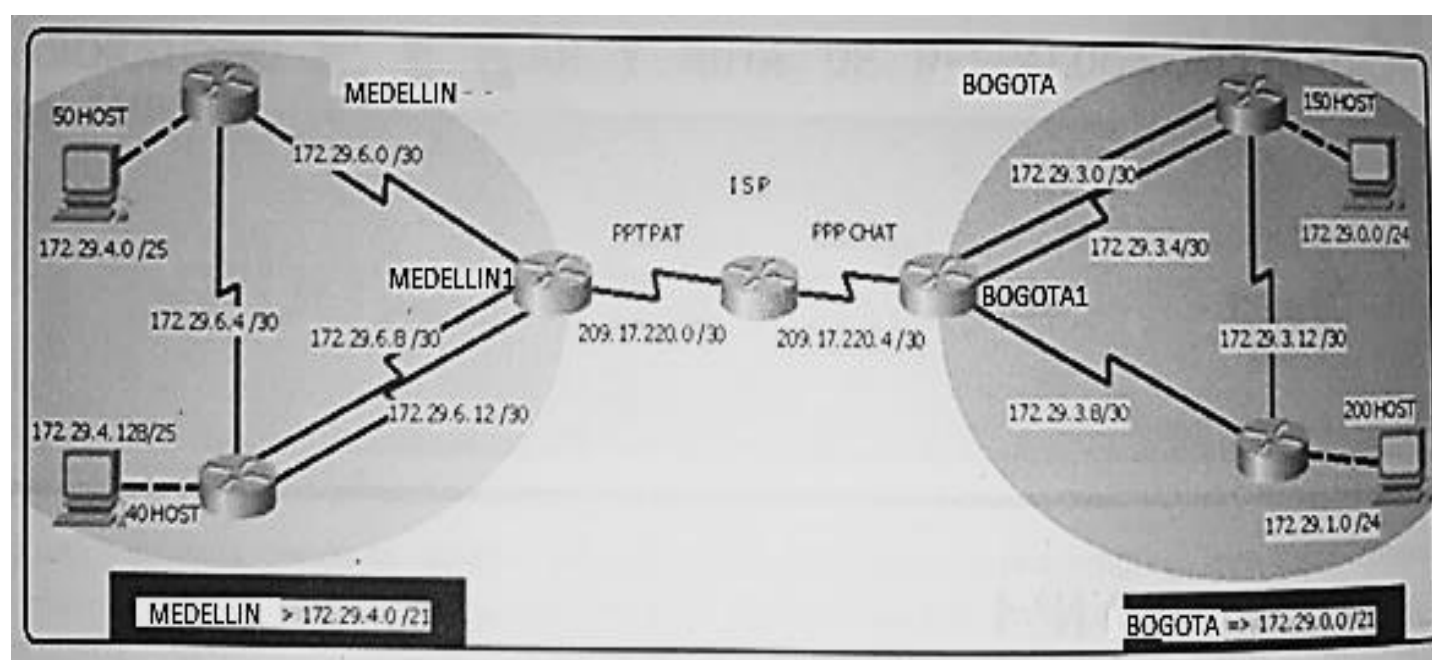 MEDELLIN
BOGOTA
50 HOST
150 HOST
172.29.6.0 /30
172.29.3.0 /30
ISP
172.29.4.0 /25
PPTPAT
PPP CHAT
172.29.3.4/30
172.29.0.0 /24
MEDELLIN1
BOGOTA1
172.29.6.4 /30
172.29.6.8 /30
209.17.220.0 /30
209.17.220.4 /30
172.29.3.12/30
172.29.6.12 /30
172.29.3.8/30
200 HOST
172.29.4.128/25
40 HOST
172.29.1.0 /24
MEDELLIN > 172.29.4.0 /21
BOGOTA => 172.29.0.0 /21